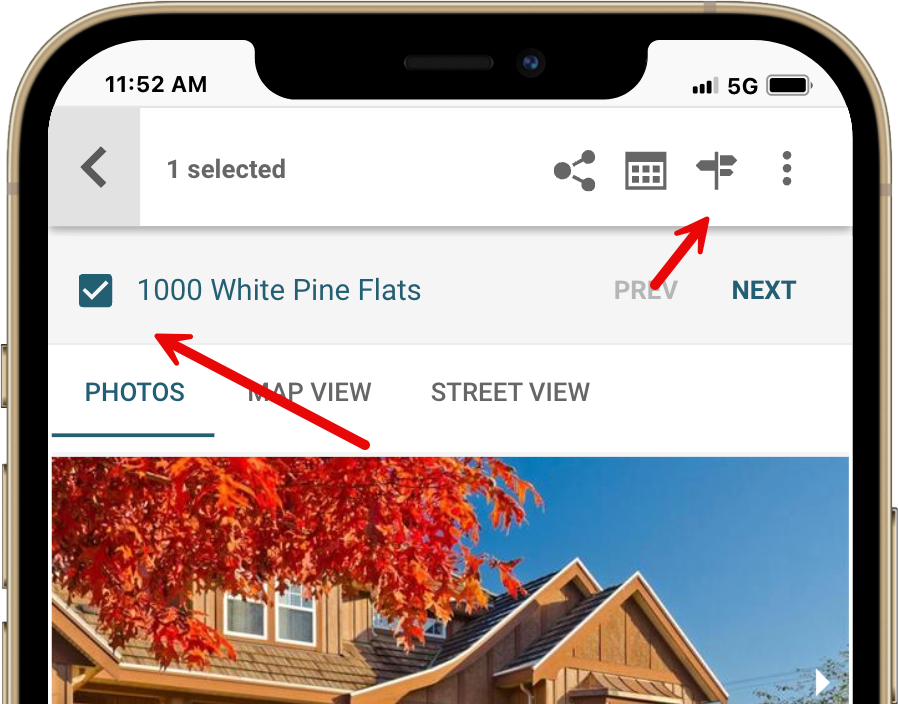 11:52 AM 5G
1 selected
1000 White Pine Flats PREV NEXT
PHOTOS MAP VIEW STREET VIEW